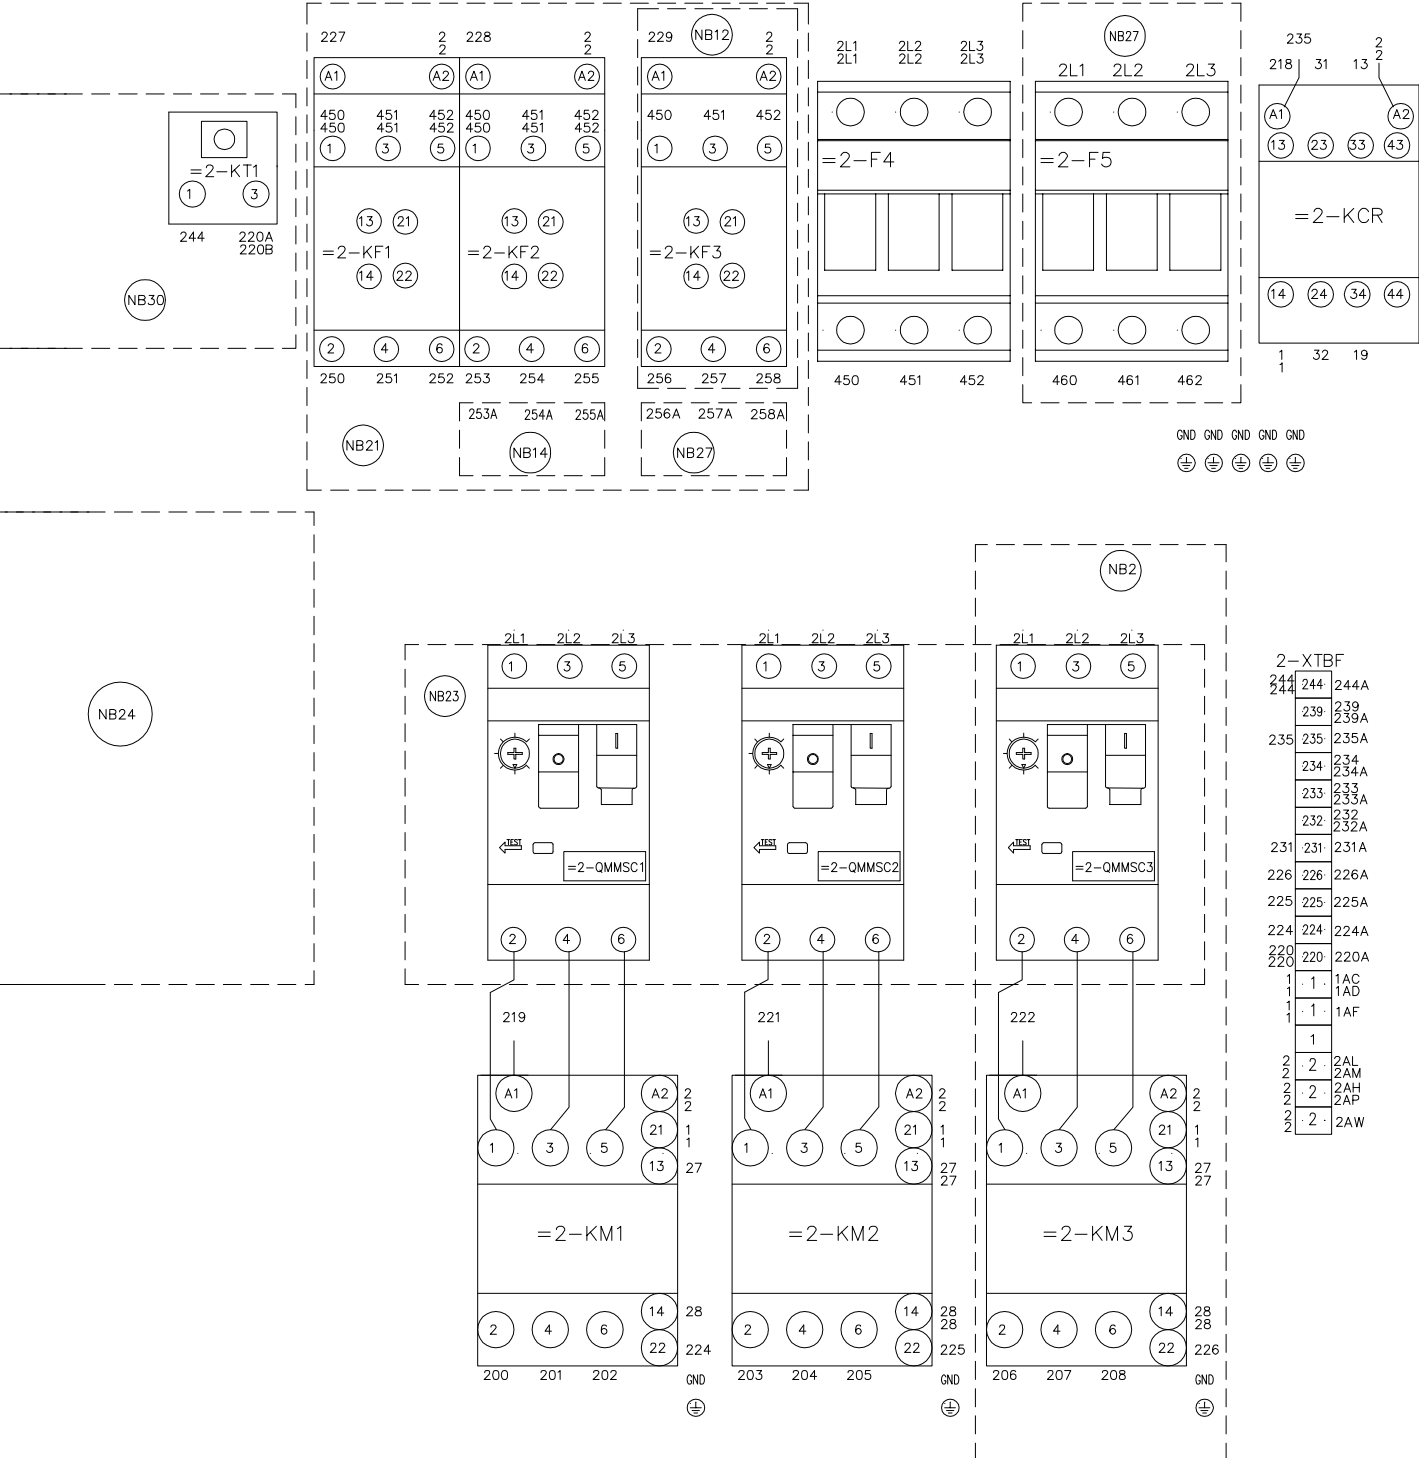 =2-KT1
1 3
244 220A
220B
NB30
227 2 228 2
2 2
A1 A2 A1 A2
450 451 452 450 451 452
450 451 452 450 451 452
1 3 5 1 3 5
13 21 13 21
=2-KF1 =2-KF2
14 22 14 22
2 4 6 2 4 6
250 251 252 253 254 255
253A 254A 255A
NB21
NB14
229 NB12 2
2
A1 A2
450 451 452
1 3 5
13 21
=2-KF3
14 22
2 4 6
256 257 258
256A 257A 258A
NB27
2L1 2L2 2L3
2L1 2L2 2L3
=2-F4
450 451 452
NB27
2L1 2L2 2L3
=2-F5
460 461 462
235 2
218 31 13 2
A1 A2
13 23 33 43
=2-KCR
14 24 34 44
1 32 19
1
GND GND GND GND GND
NB24
NB23
NB2
2L1 2L2 2L3
1 3 5
TEST
=2-QMMSC1
2 4 6
2L1 2L2 2L3
1 3 5
TEST
=2-QMMSC2
2 4 6
2L1 2L2 2L3
1 3 5
TEST
=2-QMMSC3
2 4 6
219
A1 A2 2
2
21 1
1
1 3 5
13 27
=2-KM1
14 28
2 4 6
22 224
200 201 202
GND
221
A1 A2 2
2
21 1
1
1 3 5
13 27
27
=2-KM2
14 28
28
2 4 6
22 225
203 204 205
GND
222
A1 A2 2
2
21 1
1
1 3 5
13 27
27
=2-KM3
14 28
28
2 4 6
22 226
206 207 208
GND
2-XTBF
244
244 244 244A
239 239
239A
235 235 235A
234 234
234A
233 233
233A
232 232
232A
231 231 231A
226 226 226A
225 225 225A
224 224 224A
220
220 220 220A
1 1 1AC
1 1AD
1 1 1AF
1
1
2 2 2AL
2 2AM
2 2 2AH
2 2AP
2 2 2AW
2